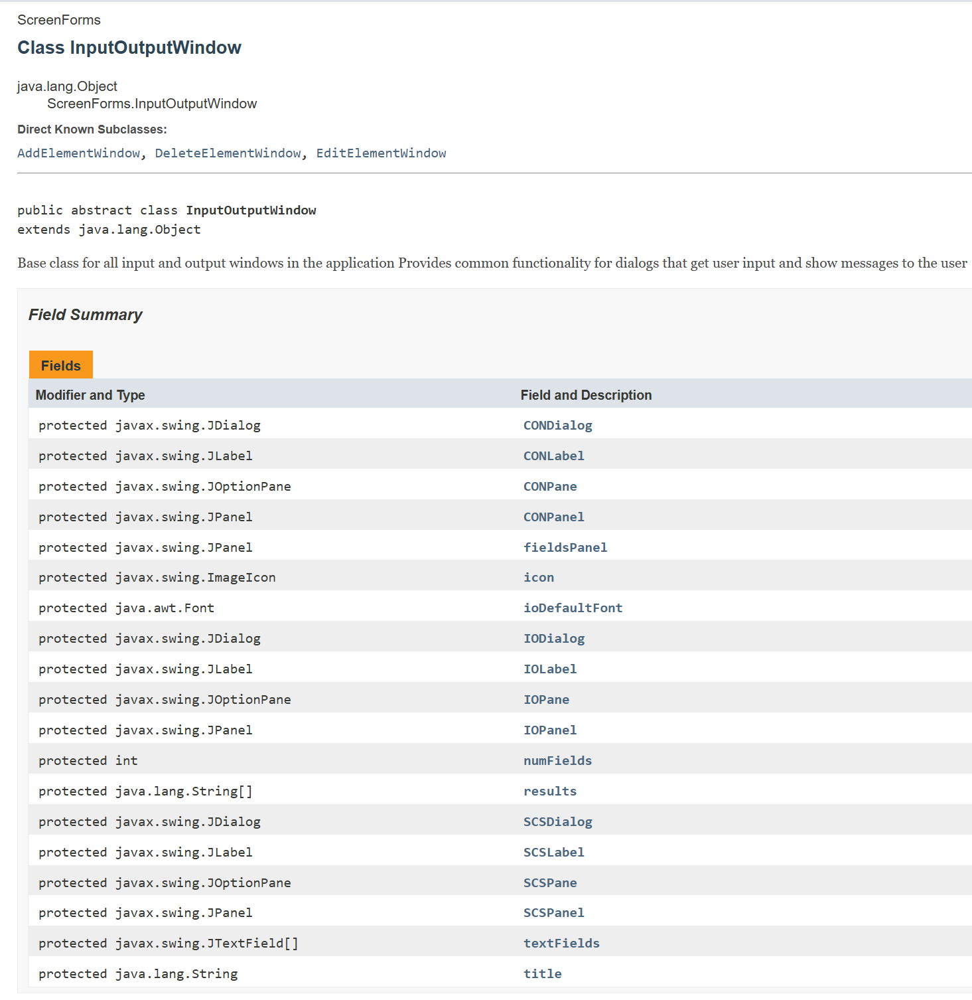 ScreenForms
Class InputOutputWindow
java.lang.Object
ScreenForms.InputOutputWindow
Direct Known Subclasses:
AddElementWindow, DeleteElementWindow, EditElementWindow
public abstract class InputOutputWindow
extends java.lang.Object
Base class for all input and output windows in the application Provides common functionality for dialogs that get user input and show messages to the user
Field Summary
Fields
Modifier and Type Field and Description
protected javax.swing.JDialog CONDialog
protected javax.swing.JLabel CONLabel
protected javax.swing.JOptionPane CONPane
protected javax.swing.JPanel CONPanel
protected javax.swing.JPanel fieldsPanel
protected javax.swing.ImageIcon icon
protected java.awt.Font ioDefaultFont
protected javax.swing.JDialog IODialog
protected javax.swing.JLabel IOLabel
protected javax.swing.JOptionPane IOPane
protected javax.swing.JPanel IOPanel
protected int numFields
protected java.lang.String[] results
protected javax.swing.JDialog SCSDialog
protected javax.swing.JLabel SCSLabel
protected javax.swing.JOptionPane SCSPane
protected javax.swing.JPanel SCSPanel
protected javax.swing.JTextField[] textFields
protected java.lang.String title